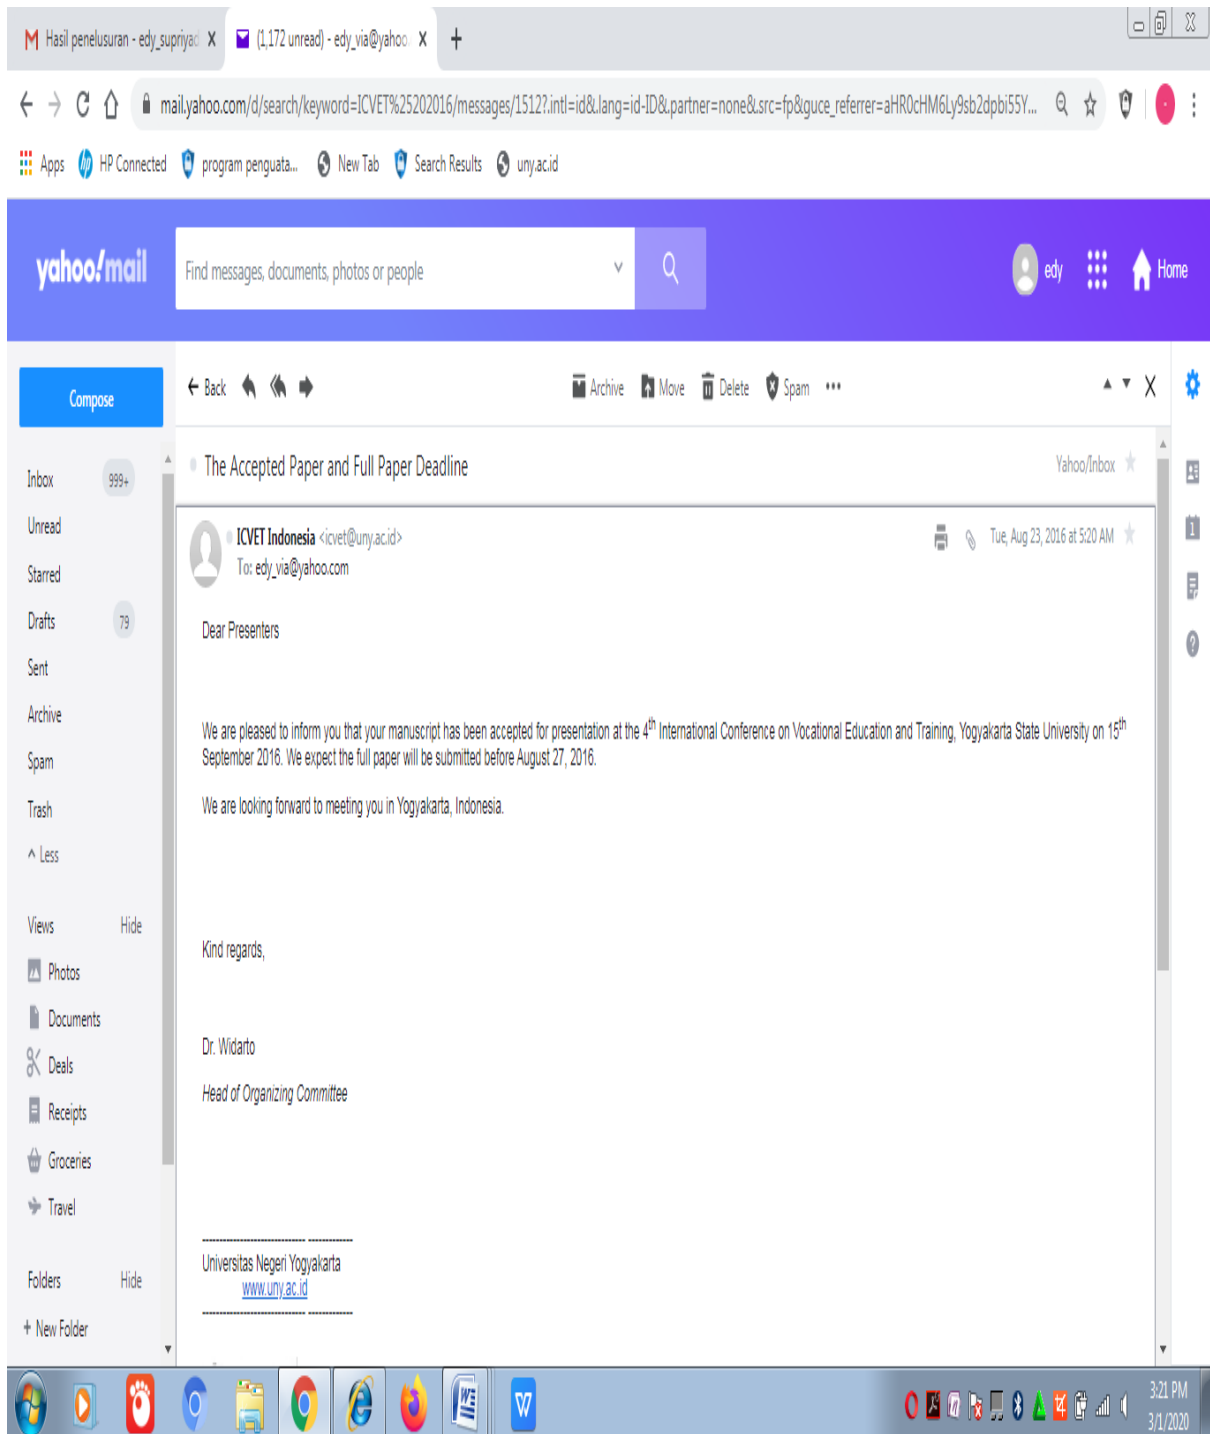 Hasil penelusuran - edy_supriyad X (1,172 unread) - edy_via@yahoo. X +
mail.yahoo.com/d/search/keyword=ICVET%25202016/messages/1512?.intl=id&.lang=id-ID&.partner=none&.src=fp&guce_referrer=aHR0cHM6Ly9sb2dpbi55Y...
Apps HP Connected program penguata... New Tab Search Results uny.ac.id
yahoo!mail Find messages, documents, photos or people edy Home
Compose
← Back Archive Move Delete Spam ••• X
The Accepted Paper and Full Paper Deadline Yahoo/Inbox
ICVET Indonesia <icvet@uny.ac.id> Tue, Aug 23, 2016 at 5:20 AM
To: edy_via@yahoo.com
Dear Presenters
We are pleased to inform you that your manuscript has been accepted for presentation at the 4th International Conference on Vocational Education and Training, Yogyakarta State University on 15th
September 2016. We expect the full paper will be submitted before August 27, 2016.
We are looking forward to meeting you in Yogyakarta, Indonesia.
Kind regards,
Dr. Widarto
Head of Organizing Committee
------------------------------ -------------
Universitas Negeri Yogyakarta
www.uny.ac.id
------------------------------ -------------
Inbox 999+
Unread
Starred
Drafts 79
Sent
Archive
Spam
Trash
^ Less
Views Hide
Photos
Documents
Deals
Receipts
Groceries
Travel
Folders Hide
+ New Folder
3:21 PM
3/1/2020